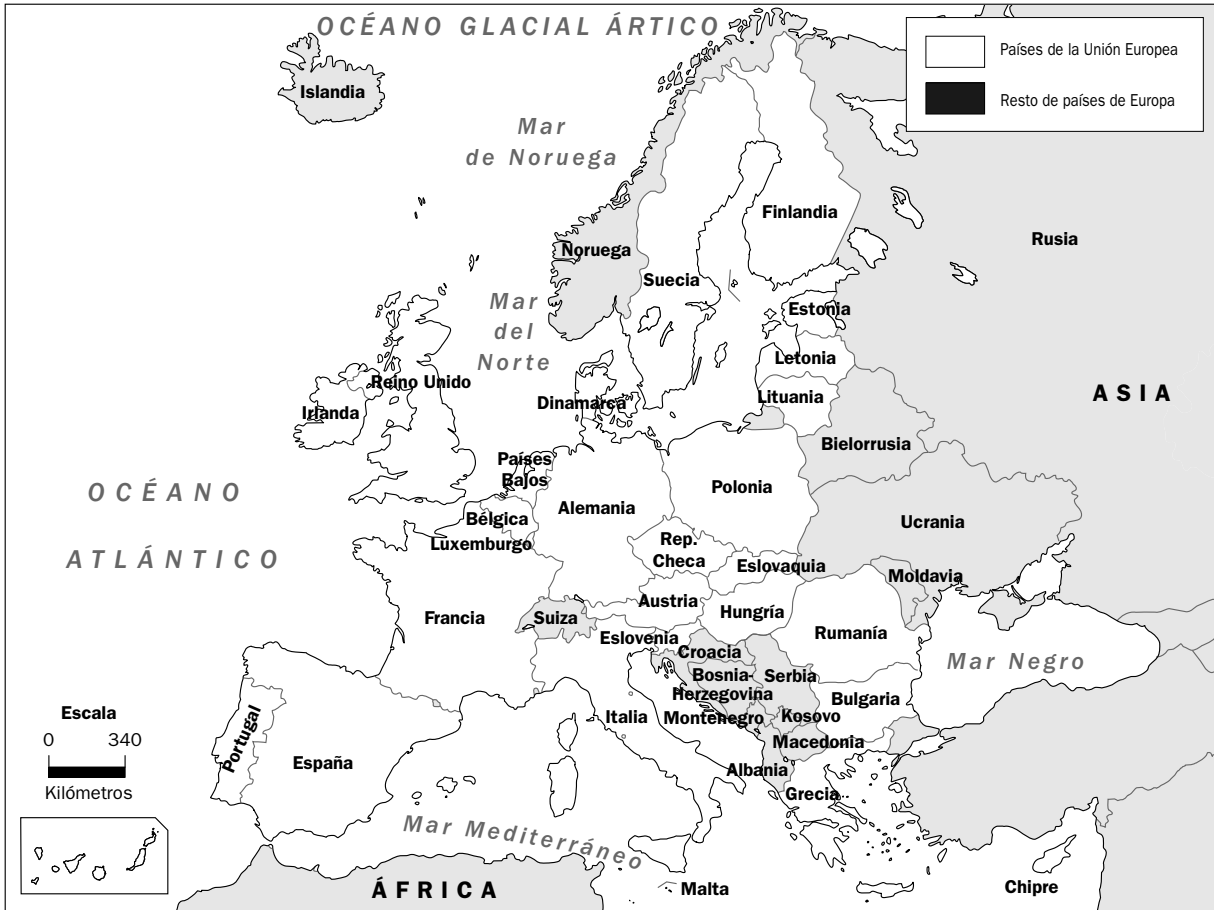 OCÉANO GLACIAL ÁRTICO
Países de la Unión Europea
Resto de países de Europa
Islandia
Mar
de Noruega
Finlandia
Rusia
Noruega
Suecia
Mar
del
Norte
Estonia
Letonia
Reino Unido
Irlanda
Dinamarca
Lituania
ASIA
Bielorrusia
Países
Bajos
Polonia
OCÉANO
ATLÁNTICO
Alemania
Bélgica
Luxemburgo
Ucrania
Rep.
Checa
Eslovaquia
Moldavia
Austria
Hungría
Francia
Suiza
Rumanía
Eslovenia
Croacia
Mar Negro
Bosnia-
Herzegovina
Serbia
Bulgaria
Escala
0 340
Kilómetros
Portugal
España
Italia
Montenegro
Kosovo
Macedonia
Albania
Grecia
Mar Mediterráneo
ÁFRICA
Malta
Chipre